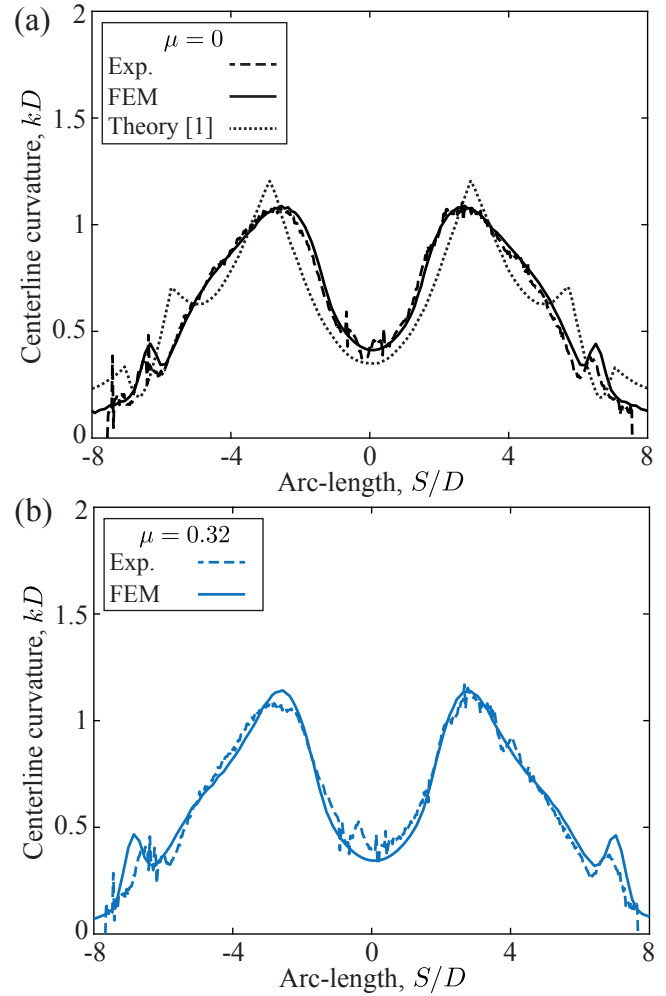 (a)
2
1.5
1
0.5
0
Centerline curvature, kD
μ = 0
Exp.
FEM
Theory [1]
-8
-4
0
4
8
Arc-length, S/D
(b)
2
1.5
1
0.5
0
Centerline curvature, kD
μ = 0.32
Exp.
FEM
-8
-4
0
4
8
Arc-length, S/D